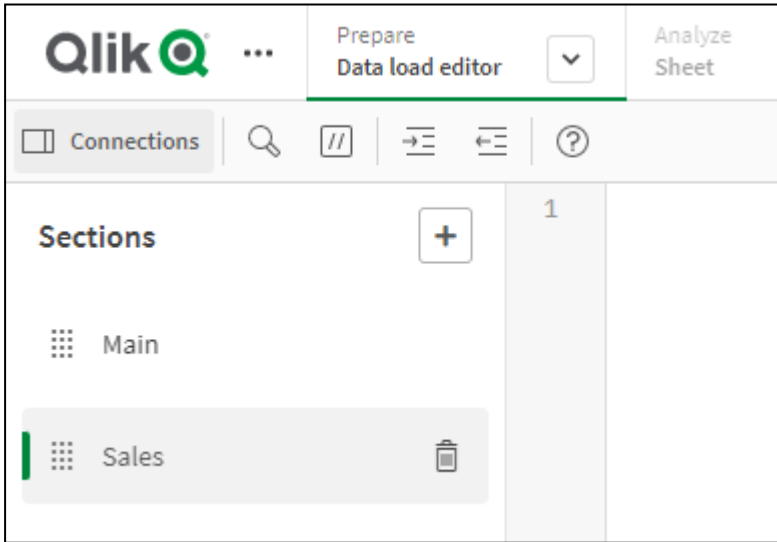 Qlik
Prepare
Data load editor
Analyze
Sheet
Connections
//
Sections
+
1
Main
Sales